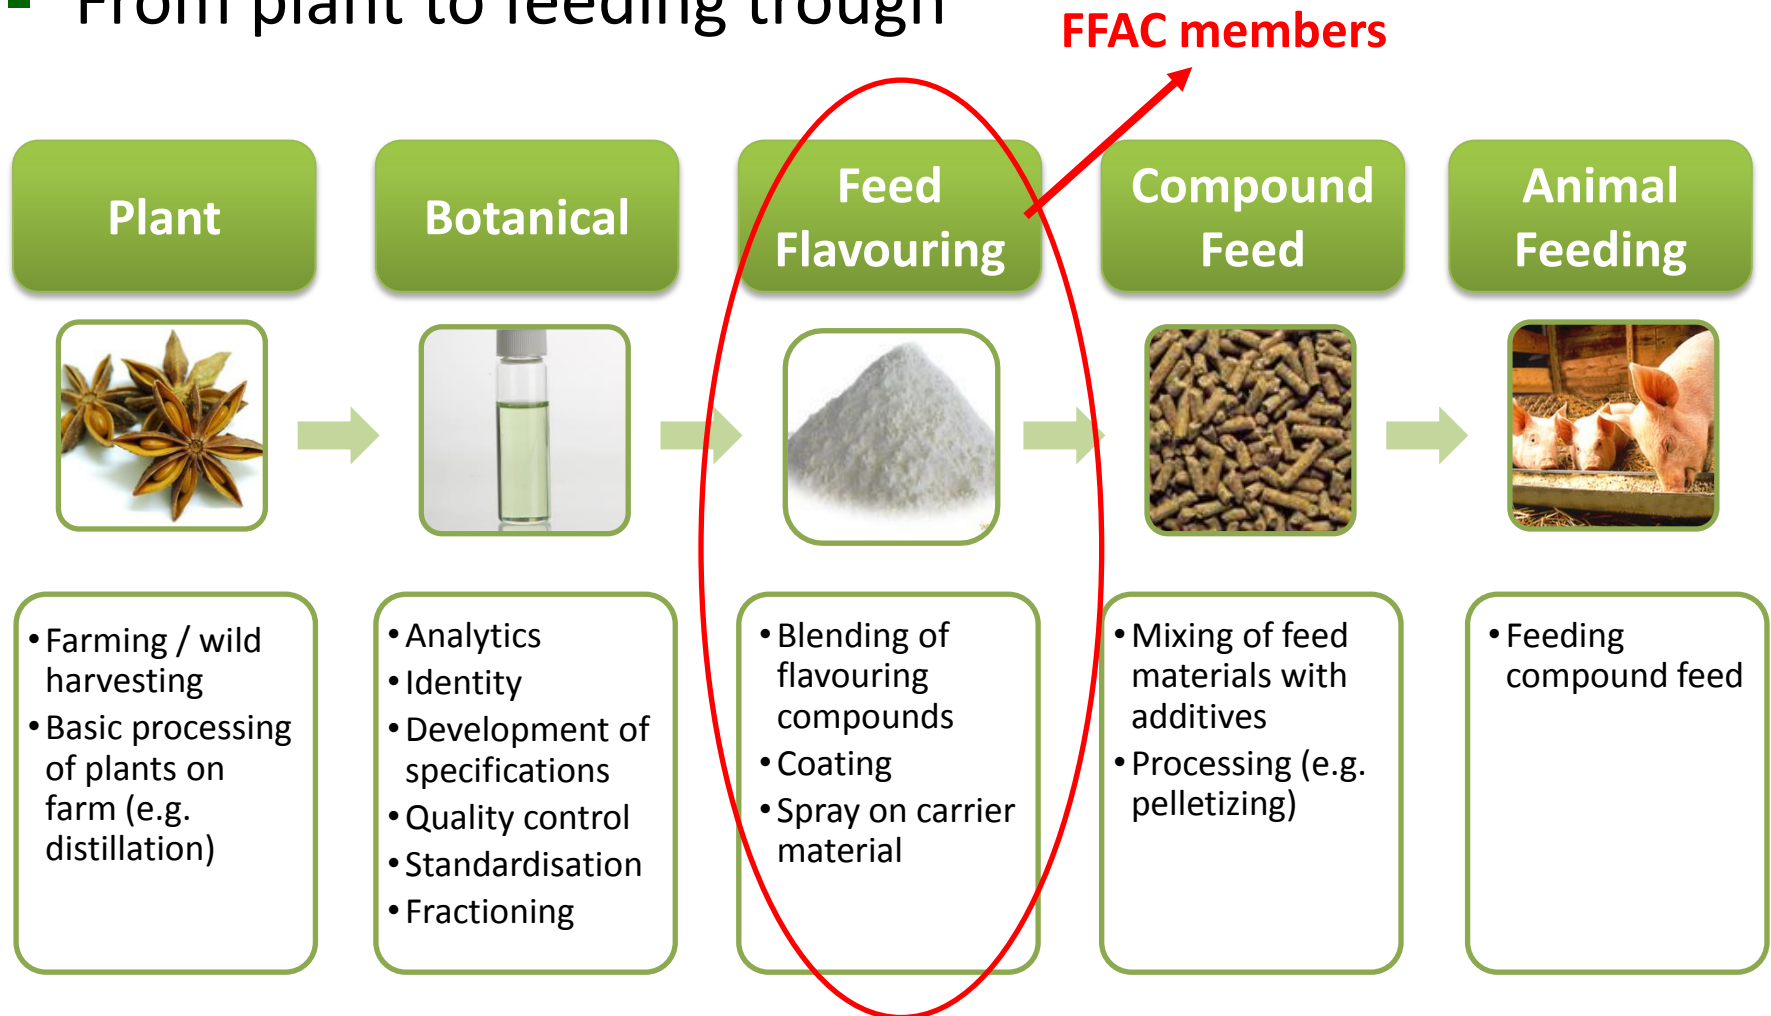 From plant to feeding trough
FFAC members
Plant
Botanical
Feed
Flavouring
Compound
Feed
Animal
Feeding
• Farming / wild
harvesting
• Basic processing
of plants on
farm (e.g.
distillation)
• Analytics
• Identity
• Development of
specifications
• Quality control
• Standardisation
• Fractioning
• Blending of
flavouring
compounds
• Coating
• Spray on carrier
material
• Mixing of feed
materials with
additives
• Processing (e.g.
pelletizing)
• Feeding
compound feed